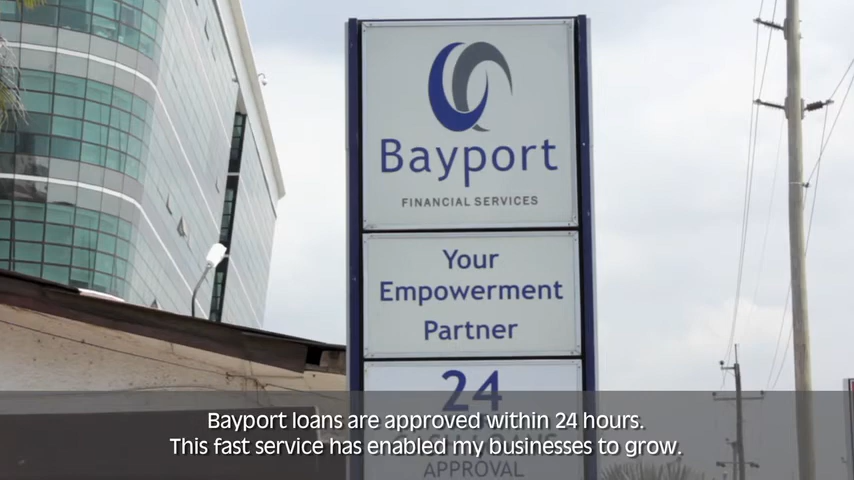 Bayport
FINANCIAL SERVICES
Your
Empowerment
Partner
24
APPROVAL
Bayport loans are approved within 24 hours.
This fast service has enabled my businesses to grow.